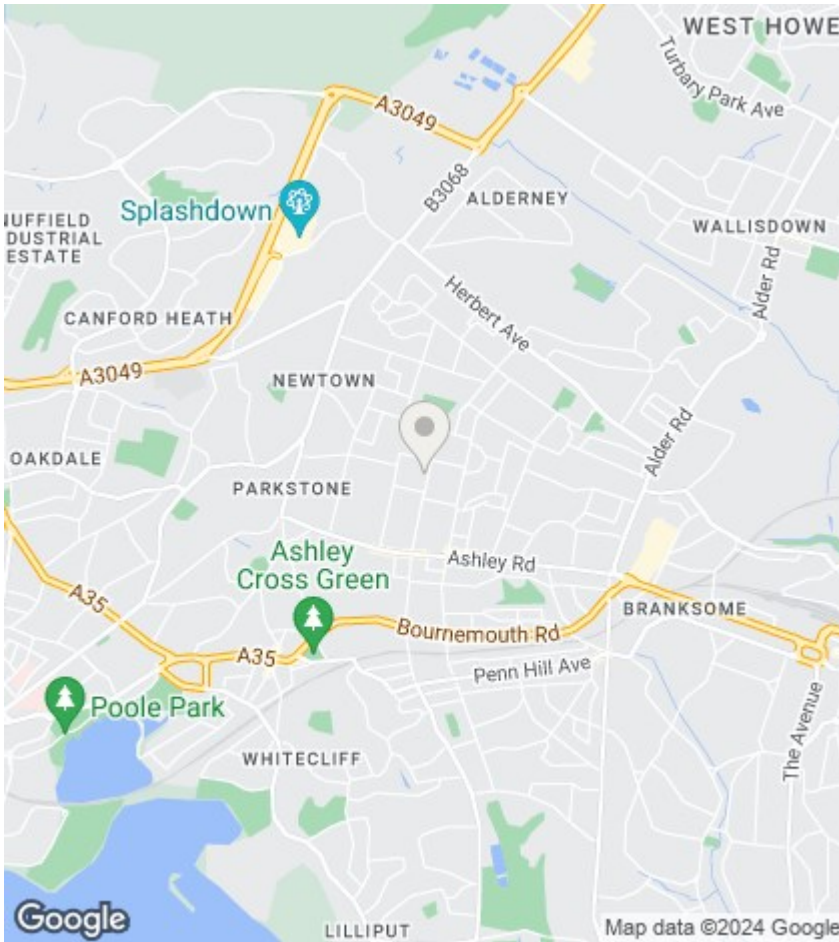 WEST HOWE
Turbary Park Ave
A3049
B3068
ALDERNEY
Splashdown
NUFFIELD
DUSTRIAL
ESTATE
WALLISDOWN
Alder Rd
Herbert Ave
CANFORD HEATH
A3049
NEWTOWN
Alder Rd
OAKDALE
PARKSTONE
Ashley
Cross Green
Ashley Rd
A35
BRANKSOME
Bournemouth Rd
A35
Penn Hill Ave
Poole Park
The Avenue
WHITECLIFF
Google
LILLIPUT
Map data ©2024 Google